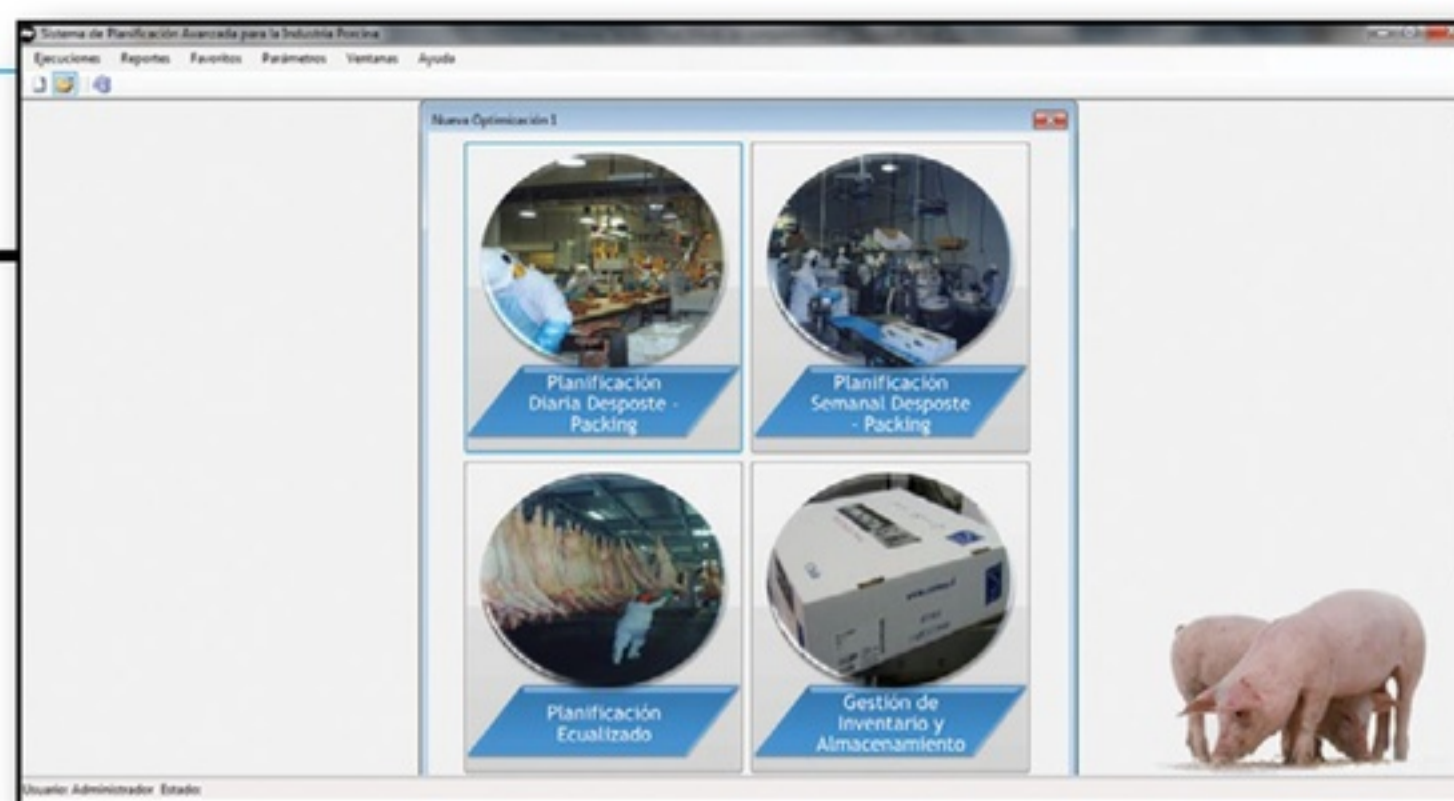 Sistema de Planificación Avanzada para la Industria Porcina
Ejecuciones Reportes Favoritos Parámetros Ventanas Ayuda
Nueva Optimización 1
Planificación
Diaria Desposte -
Packing
Planificación
Semanal Desposte
- Packing
Planificación
Ecualizado
Gestión de
Inventario y
Almacenamiento
Usuario: Administrador Estado: